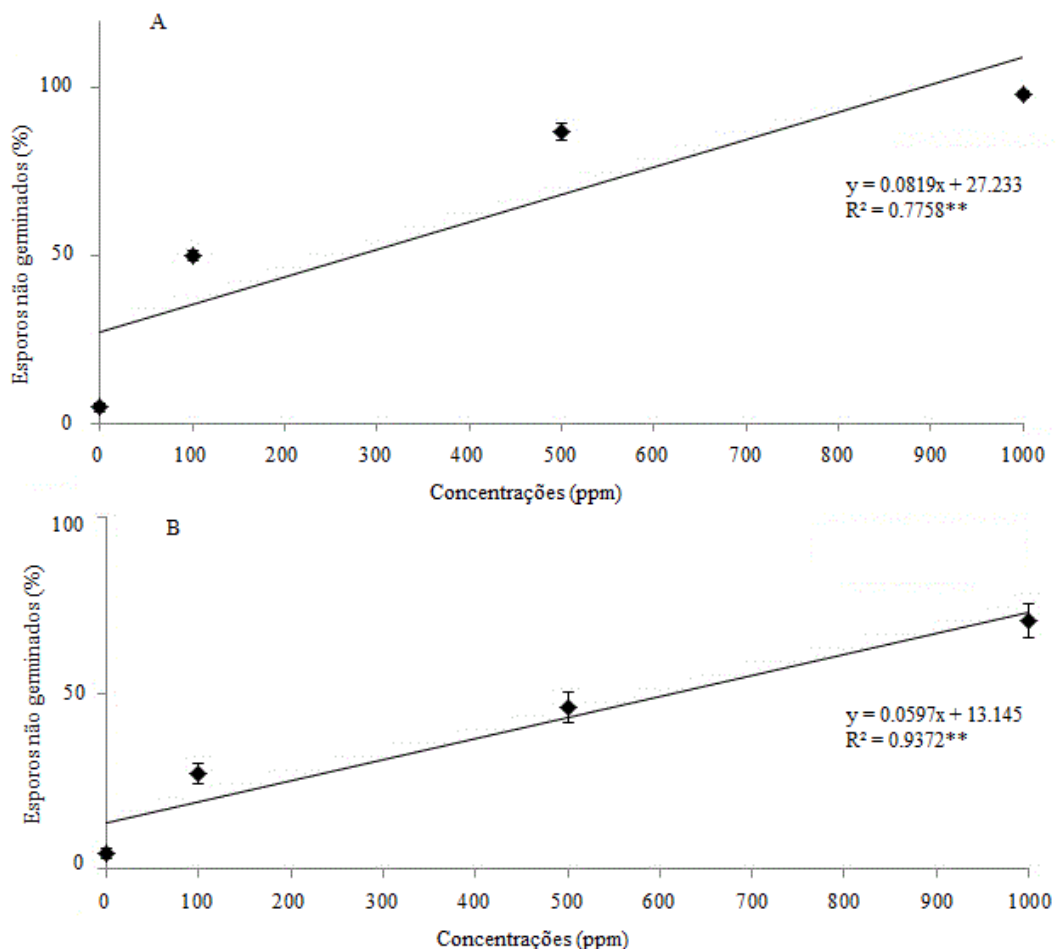 A
Esporos não germinados (%)
100
50
0
y = 0.0819x + 27.233
R² = 0.7758**
0 100 200 300 400 500 600 700 800 900 1000
Concentrações (ppm)
B
Esporos não germinados (%)
100
50
0
y = 0.0597x + 13.145
R² = 0.9372**
0 100 200 300 400 500 600 700 800 900 1000
Concentrações (ppm)